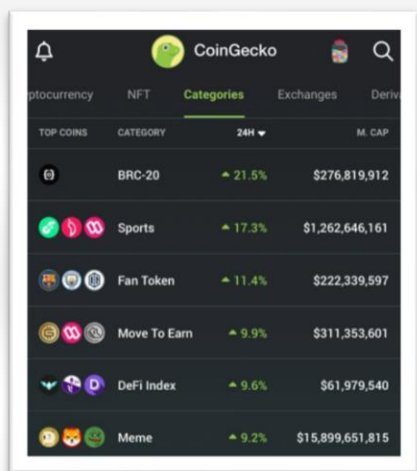 CoinGecko
ptocurrency NFT Categories Exchanges Deriva
TOP COINS CATEGORY 24H M. CAP
BRC-20 21.5% $276,819,912
Sports 17.3% $1,262,646,161
Fan Token 11.4% $222,339,597
Move To Earn 9.9% $311,353,601
DeFi Index 9.6% $61,979,540
Meme 9.2% $15,899,651,815